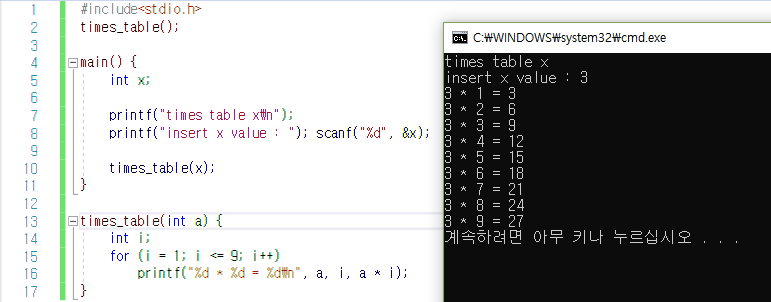 1 #include<stdio.h>
2 times_table();
3
4 main() {
5 int x;
6
7 printf("times table x₩n");
8 printf("insert x value : "); scanf("%d", &x);
9
10 times_table(x);
11 }
12
13 times_table(int a) {
14 int i;
15 for (i = 1; i <= 9; i++)
16 printf("%d * %d = %d₩n", a, i, a * i);
17 }
C:₩WINDOWS₩system32₩cmd.exe
times table x
insert x value : 3
3 * 1 = 3
3 * 2 = 6
3 * 3 = 9
3 * 4 = 12
3 * 5 = 15
3 * 6 = 18
3 * 7 = 21
3 * 8 = 24
3 * 9 = 27
계속하려면 아무 키나 누르십시오 . . .